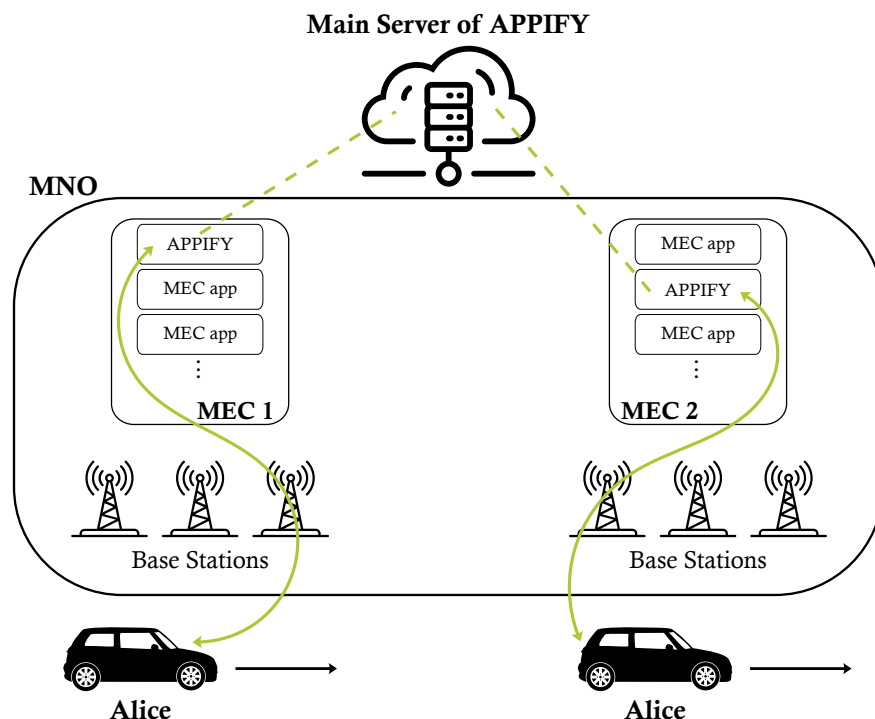 Main Server of APPIFY
MNO
APPIFY
MEC app
MEC app
⋮
MEC 1
MEC app
APPIFY
MEC app
⋮
MEC 2
Base Stations
Base Stations
Alice
Alice